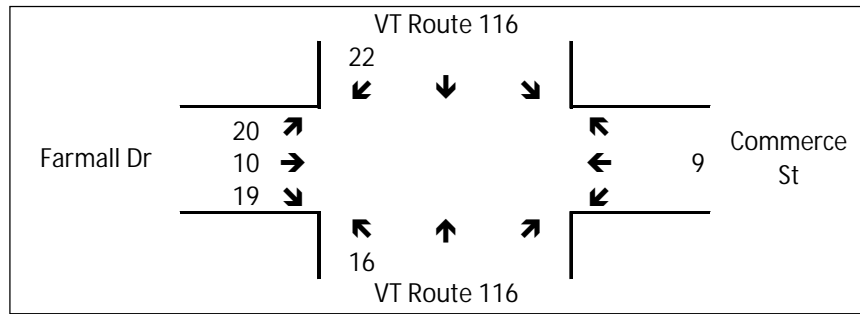 VT Route 116
22
20
Farmall Dr
10
19
9
Commerce
St
16
VT Route 116